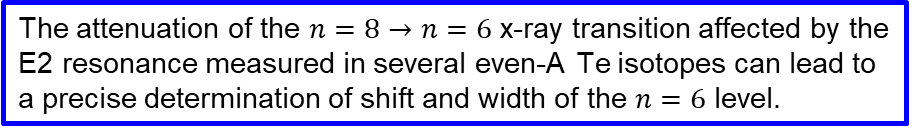 The attenuation of the 𝑛 = 8 → 𝑛 = 6 x-ray transition affected by the
E2 resonance measured in several even-A Te isotopes can lead to
a precise determination of shift and width of the 𝑛 = 6 level.